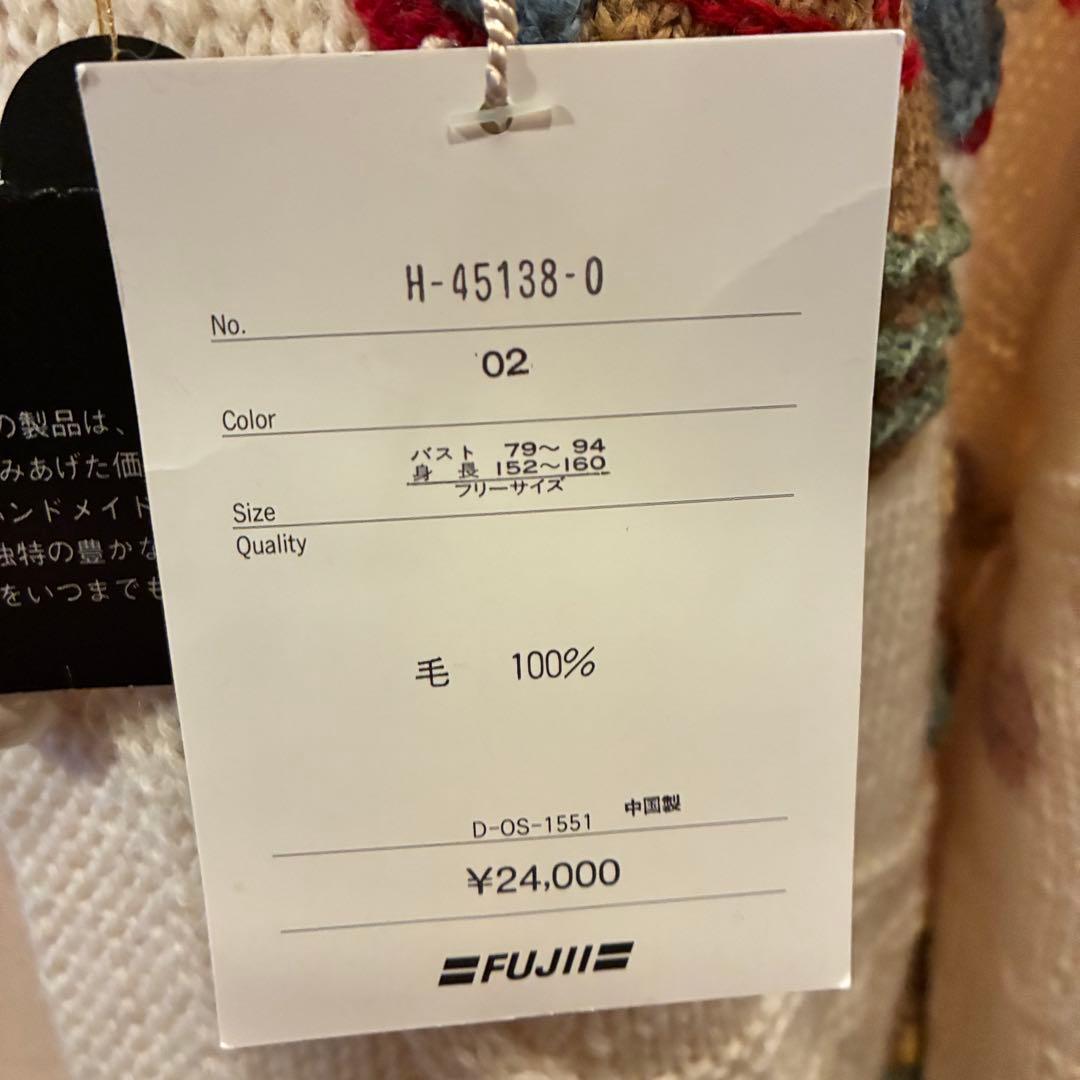 H-45138-0
No.
02
Color
バスト 79〜 94
身 長 152〜160
フリーサイズ
Size
Quality
毛 100%
D-OS-1551 中国製
¥24,000
FUJII
の製品は、
みあげた価
ハンドメイド
独特の豊かな
をいつまでも